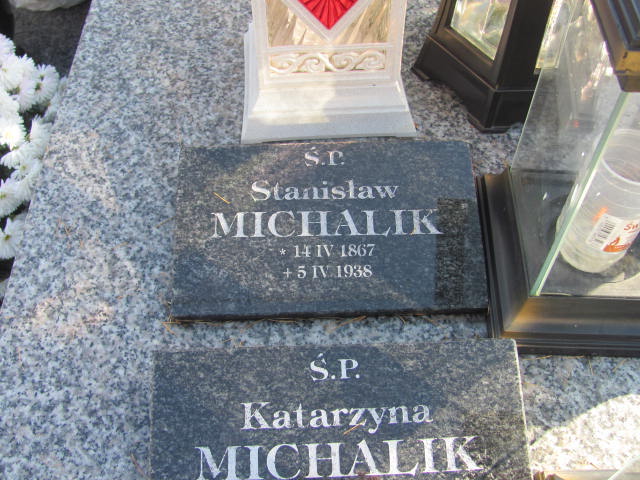 Ś.P.
Stanisław
MICHALIK
* 14 IV 1867
+ 5 IV 1938
Ś.P.
Katarzyna
MICHALIK